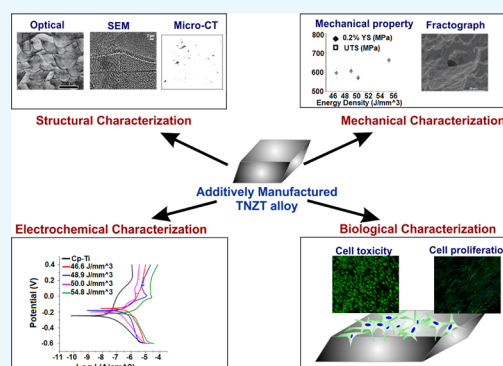 Optical
SEM
Micro-CT
Structural Characterization
Mechanical property
Fractograph
0.2% YS (MPa)
UTS (MPa)
800
700
600
500
46 48 50 52 54 56
Energy Density (J/mm^3)
Mechanical Characterization
Additively Manufactured
TNZT alloy
Electrochemical Characterization
Cp-Ti
46.6 J/mm^3
48.9 J/mm^3
50.0 J/mm^3
54.8 J/mm^3
Potential (V)
0.4
0.2
0.0
-0.2
-0.4
-0.6
-11 -10 -9 -8 -7 -6 -5 -4 -3
Biological Characterization
Cell toxicity
Cell proliferatio